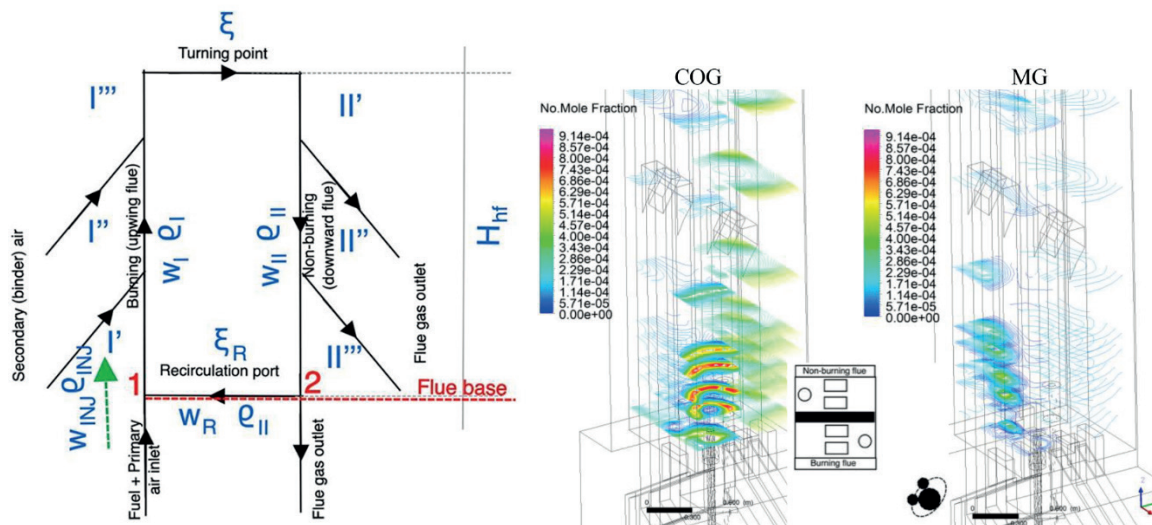 ξ
Turning point
I'''
II'
Secondary (binder) air
I''
Burning (upwing flue)
w_I ϱ_I
w_II ϱ_II
Non-burning
(downward flue)
II''
Flue gas outlet
H_hf
I'
ξ_R
Recirculation port
II'''
1
2
Flue base
w_INJ ϱ_INJ
w_R ϱ_II
Fuel + Primary
air inlet
Flue gas outlet
COG
No.Mole Fraction
9.14e-04
8.57e-04
8.00e-04
7.43e-04
6.86e-04
6.29e-04
5.71e-04
5.14e-04
4.57e-04
4.00e-04
3.43e-04
2.86e-04
2.29e-04
1.71e-04
1.14e-04
5.71e-05
0.00e+00
0
0.600 (m)
0.300
Non-burning flue
Burning flue
MG
No.Mole Fraction
9.14e-04
8.57e-04
8.00e-04
7.43e-04
6.86e-04
6.29e-04
5.71e-04
5.14e-04
4.57e-04
4.00e-04
3.43e-04
2.86e-04
2.29e-04
1.71e-04
1.14e-04
5.71e-05
0.00e+00
0
0.600 (m)
0.300
Z